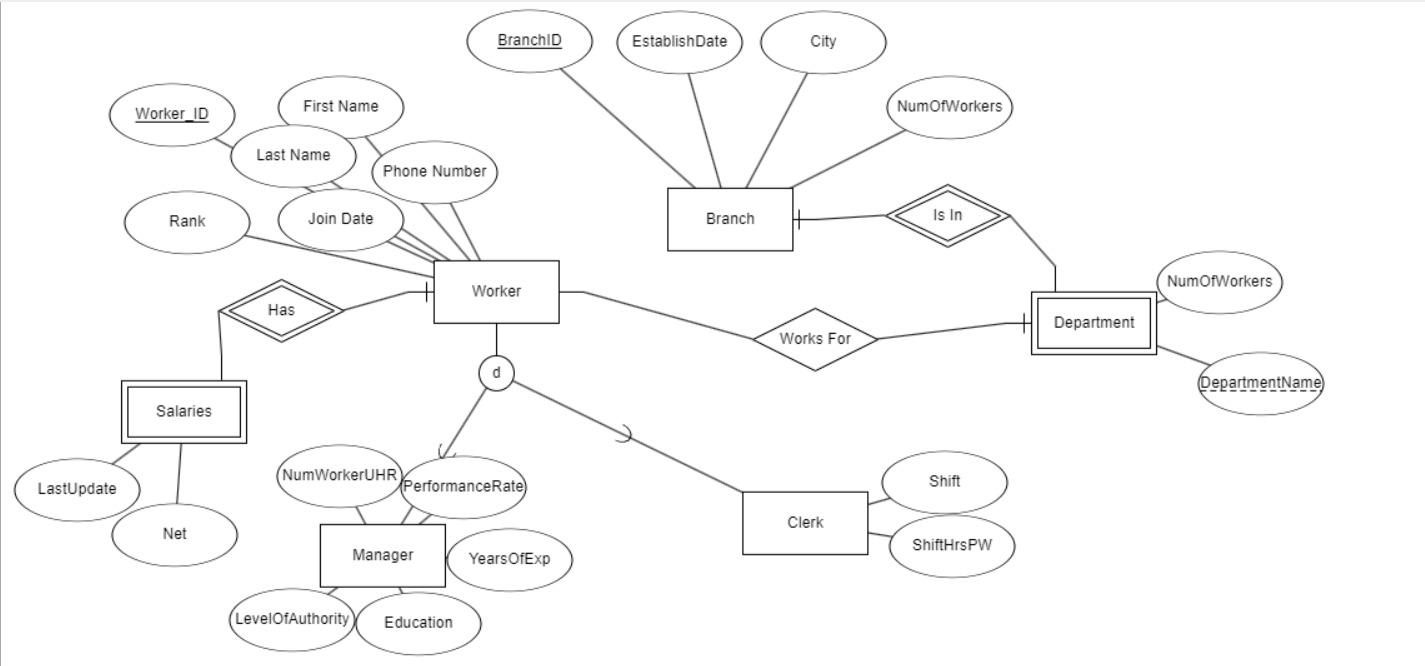 BranchID
EstablishDate
City
NumOfWorkers
Worker_ID
First Name
Last Name
Phone Number
Rank
Join Date
Branch
Is In
Worker
Has
Works For
Department
NumOfWorkers
DepartmentName
d
Salaries
LastUpdate
Net
NumWorkerUHR
PerformanceRate
Manager
YearsOfExp
LevelOfAuthority
Education
Clerk
Shift
ShiftHrsPW